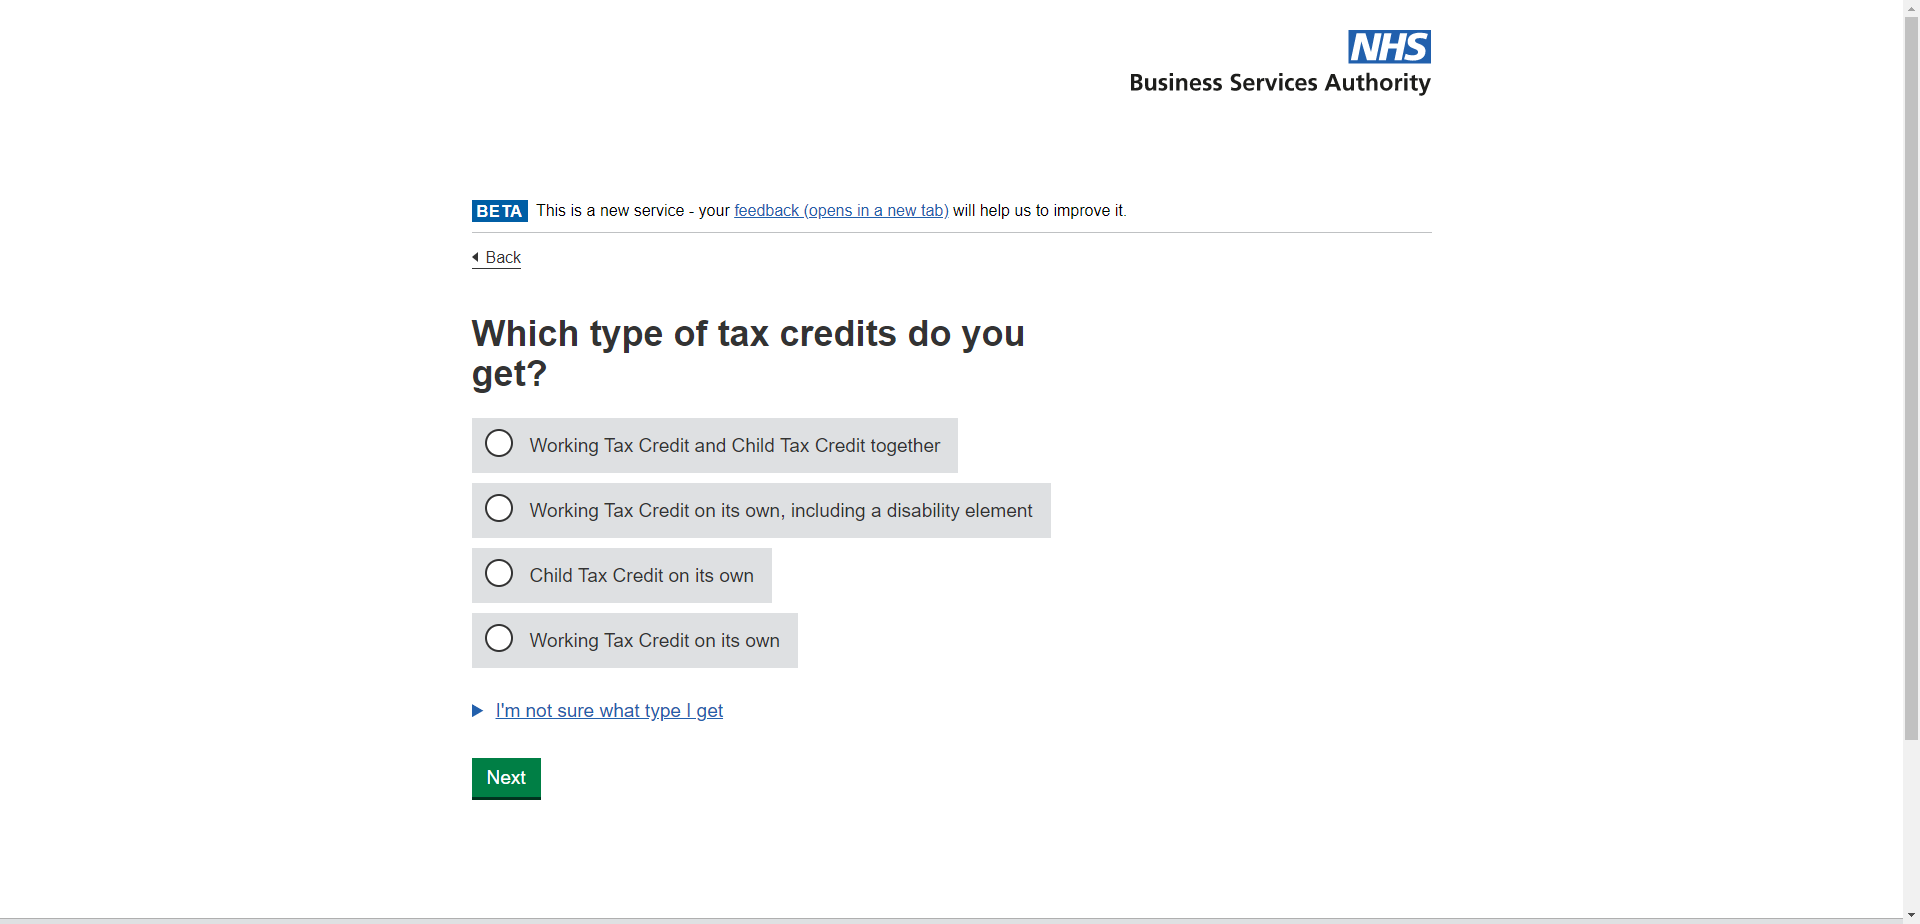 NHS
Business Services Authority
BETA This is a new service - your feedback (opens in a new tab) will help us to improve it.
Back
Which type of tax credits do you
get?
Working Tax Credit and Child Tax Credit together
Working Tax Credit on its own, including a disability element
Child Tax Credit on its own
Working Tax Credit on its own
I'm not sure what type I get
Next